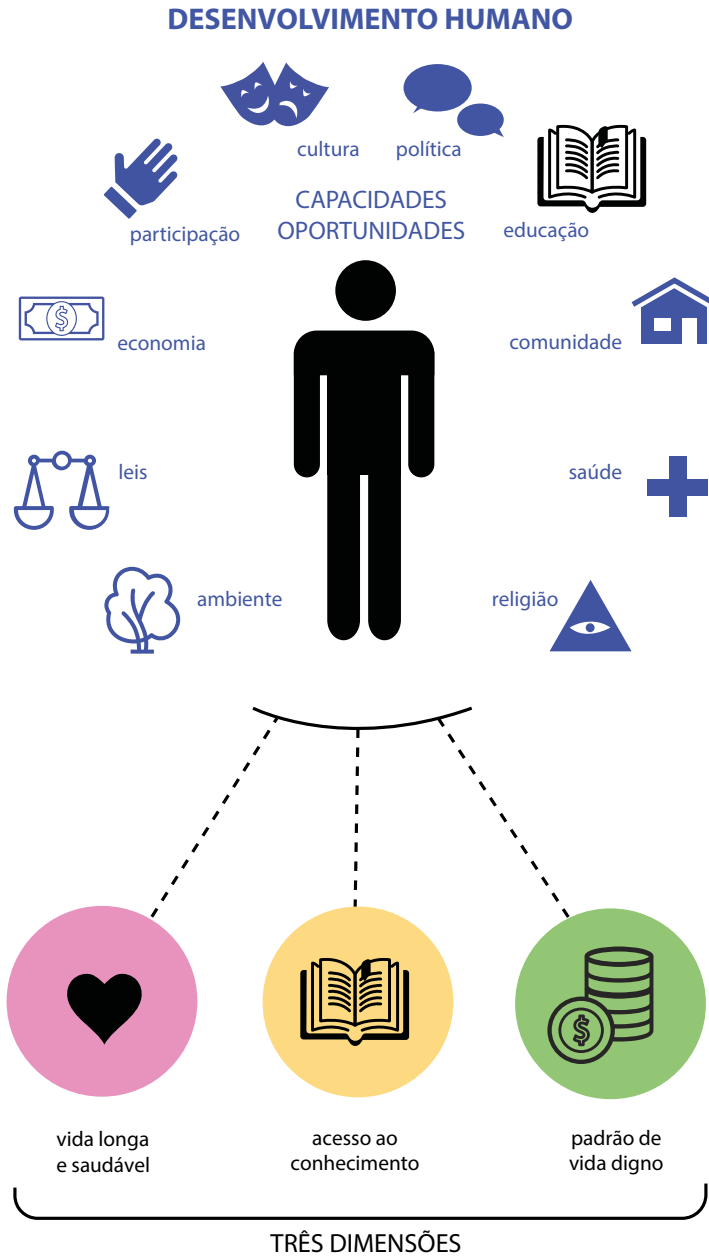 DESENVOLVIMENTO HUMANO
cultura
política
CAPACIDADES
OPORTUNIDADES
participação
educação
economia
comunidade
leis
saúde
ambiente
religião
vida longa
e saudável
acesso ao
conhecimento
padrão de
vida digno
TRÊS DIMENSÕES